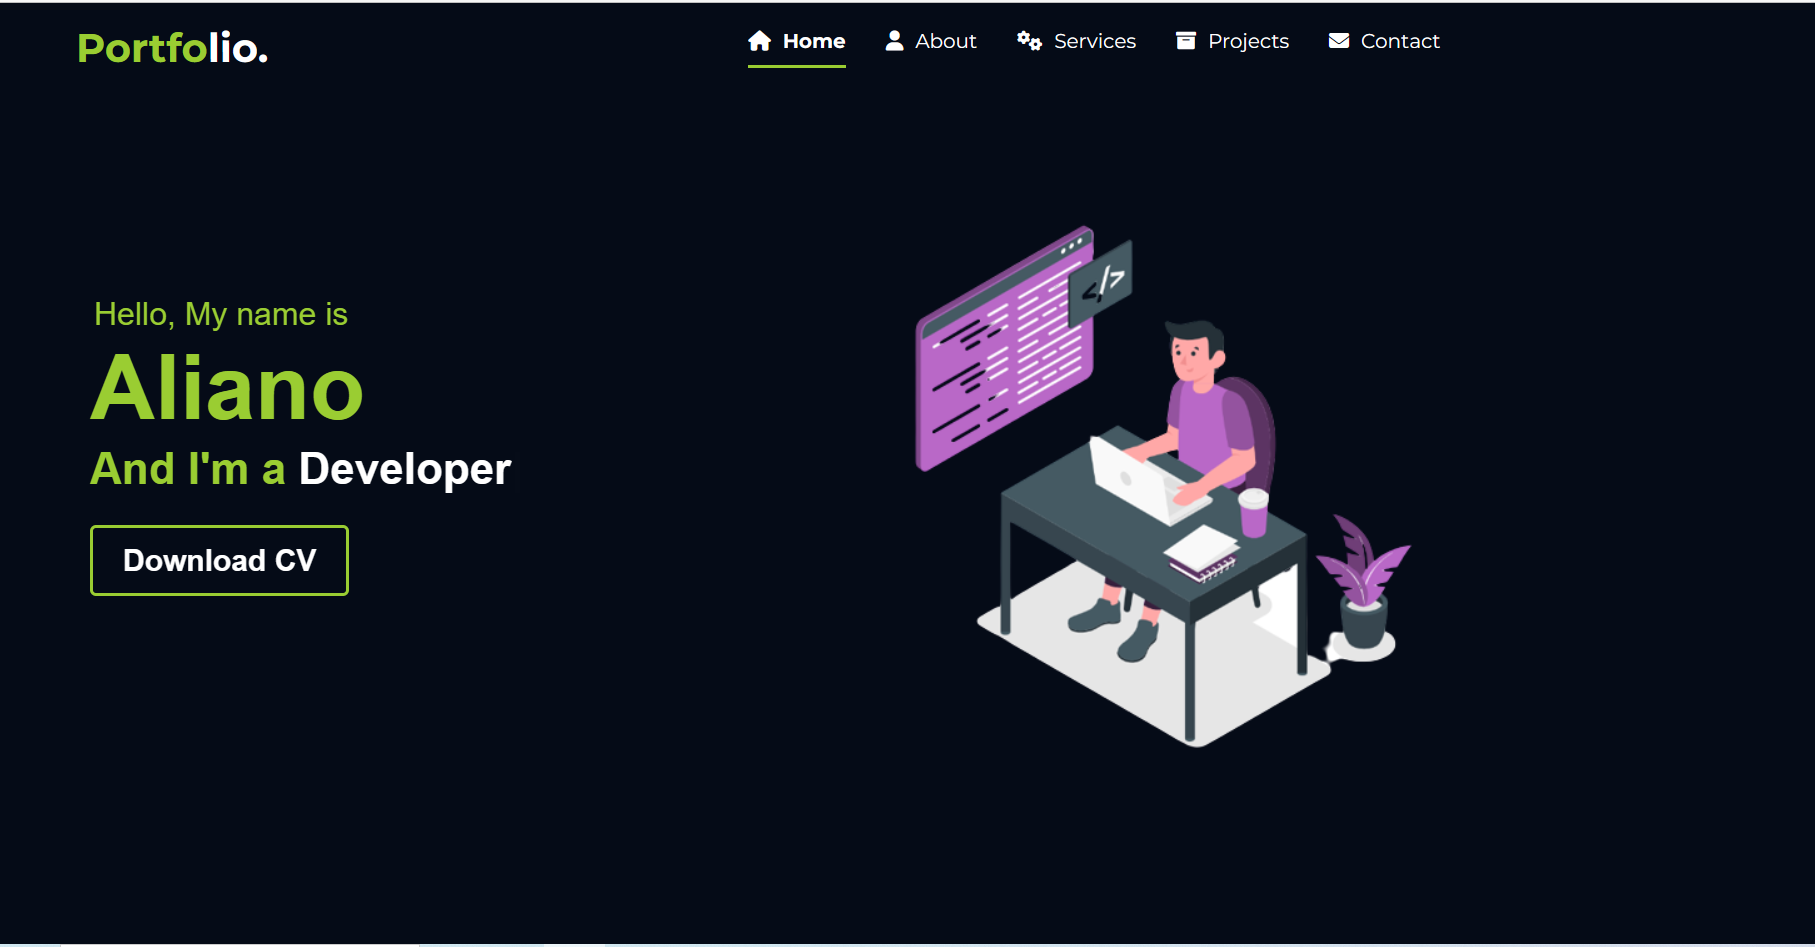 Portfolio.
Home About Services Projects Contact
Hello, My name is
Aliano
And I'm a Developer
Download CV
</>